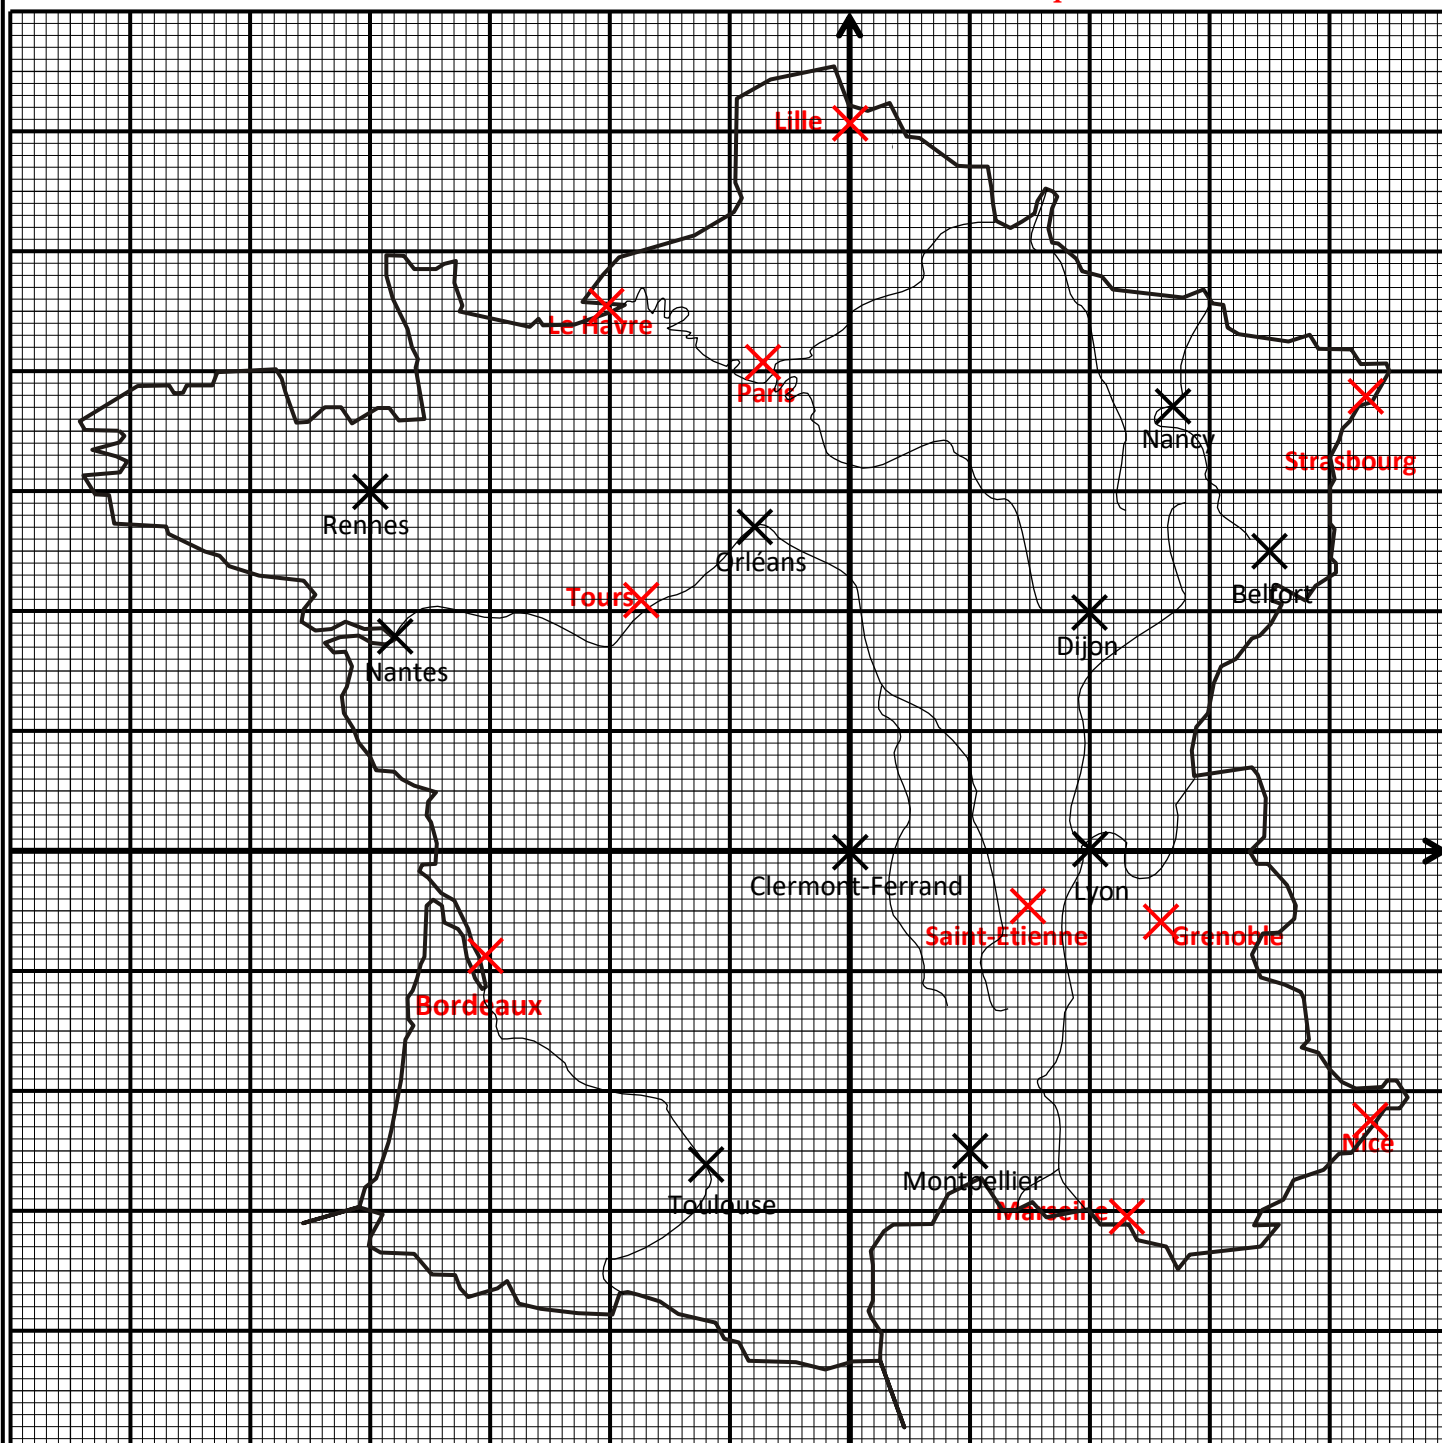 Lille
Le Havre
Paris
Nancy
Strasbourg
Rennes
Orléans
Tours
Belfort
Dijon
Nantes
Clermont-Ferrand
Lyon
Saint-Etienne
Grenoble
Bordeaux
Nice
Montpellier
Toulouse
Marseille